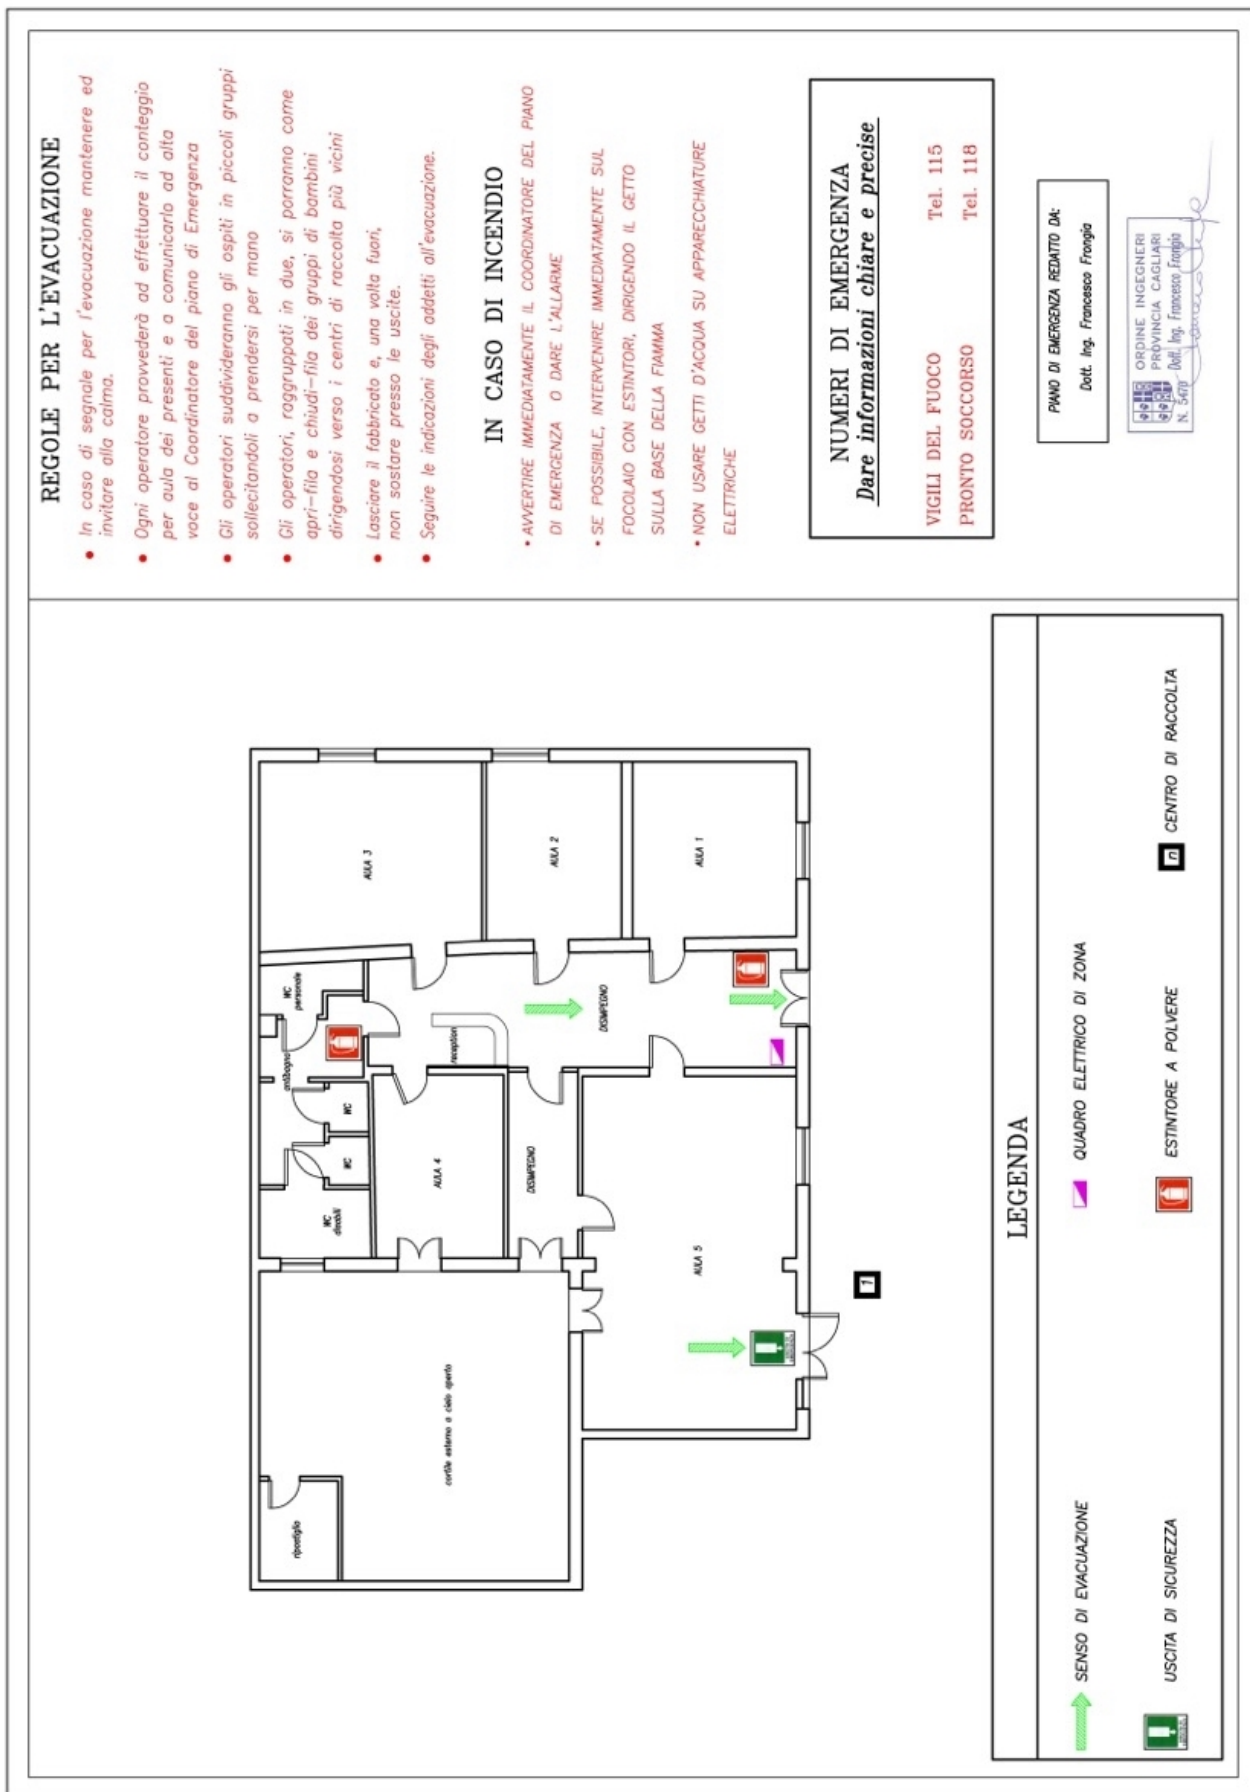 REGOLE PER L'EVACUAZIONE
• In caso di segnale per l'evacuazione mantenere ed
invitare alla calma.
• Ogni operatore provvederà ad effettuare il conteggio
per aula dei presenti e a comunicarlo ad alta
voce al Coordinatore del piano di Emergenza
• Gli operatori suddivideranno gli ospiti in piccoli gruppi
sollecitandoli a prendersi per mano
• Gli operatori, raggruppati in due, si porranno come
apri-fila e chiudi-fila dei gruppi di bambini
dirigendosi verso i centri di raccolta più vicini
• Lasciare il fabbricato e, una volta fuori,
non sostare presso le uscite.
• Seguire le indicazioni degli addetti all'evacuazione.
IN CASO DI INCENDIO
• AVVERTIRE IMMEDIATAMENTE IL COORDINATORE DEL PIANO
DI EMERGENZA O DARE L'ALLARME
• SE POSSIBILE, INTERVENIRE IMMEDIATAMENTE SUL
FOCOLAIO CON ESTINTORI, DIRIGENDO IL GETTO
SULLA BASE DELLA FIAMMA
• NON USARE GETTI D'ACQUA SU APPARECCHIATURE
ELETTRICHE
NUMERI DI EMERGENZA
Dare informazioni chiare e precise
VIGILI DEL FUOCO Tel. 115
PRONTO SOCCORSO Tel. 118
PIANO DI EMERGENZA REDATTO DA:
Dott. Ing. Francesco Frongia
ORDINE INGEGNERI
PROVINCIA CAGLIARI
N. 5470 Dott. Ing. Francesco Frongia
AULA 3
AULA 2
AULA 1
WC
personale
antibagno
WC
WC
WC
disabili
reception
DISIMPEGNO
AULA 4
DISIMPEGNO
AULA 5
cortile esterno a cielo aperto
ripostiglio
1
LEGENDA
SENSO DI EVACUAZIONE
QUADRO ELETTRICO DI ZONA
USCITA DI SICUREZZA
ESTINTORE A POLVERE
n CENTRO DI RACCOLTA